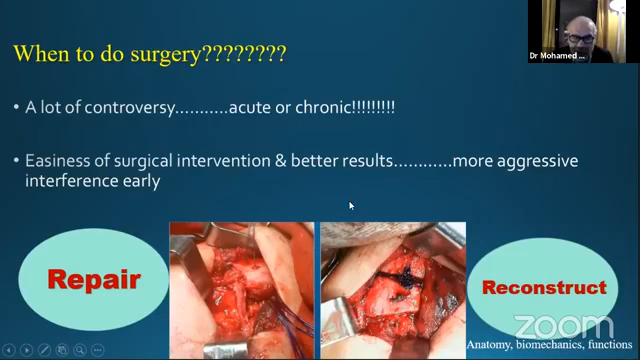 When to do surgery????????
Dr Mohamed ...
• A lot of controversy...........acute or chronic!!!!!!!!!
• Easiness of surgical intervention & better results............more aggressive
interference early
Repair
Reconstruct
zoom
Anatomy, biomechanics, functions